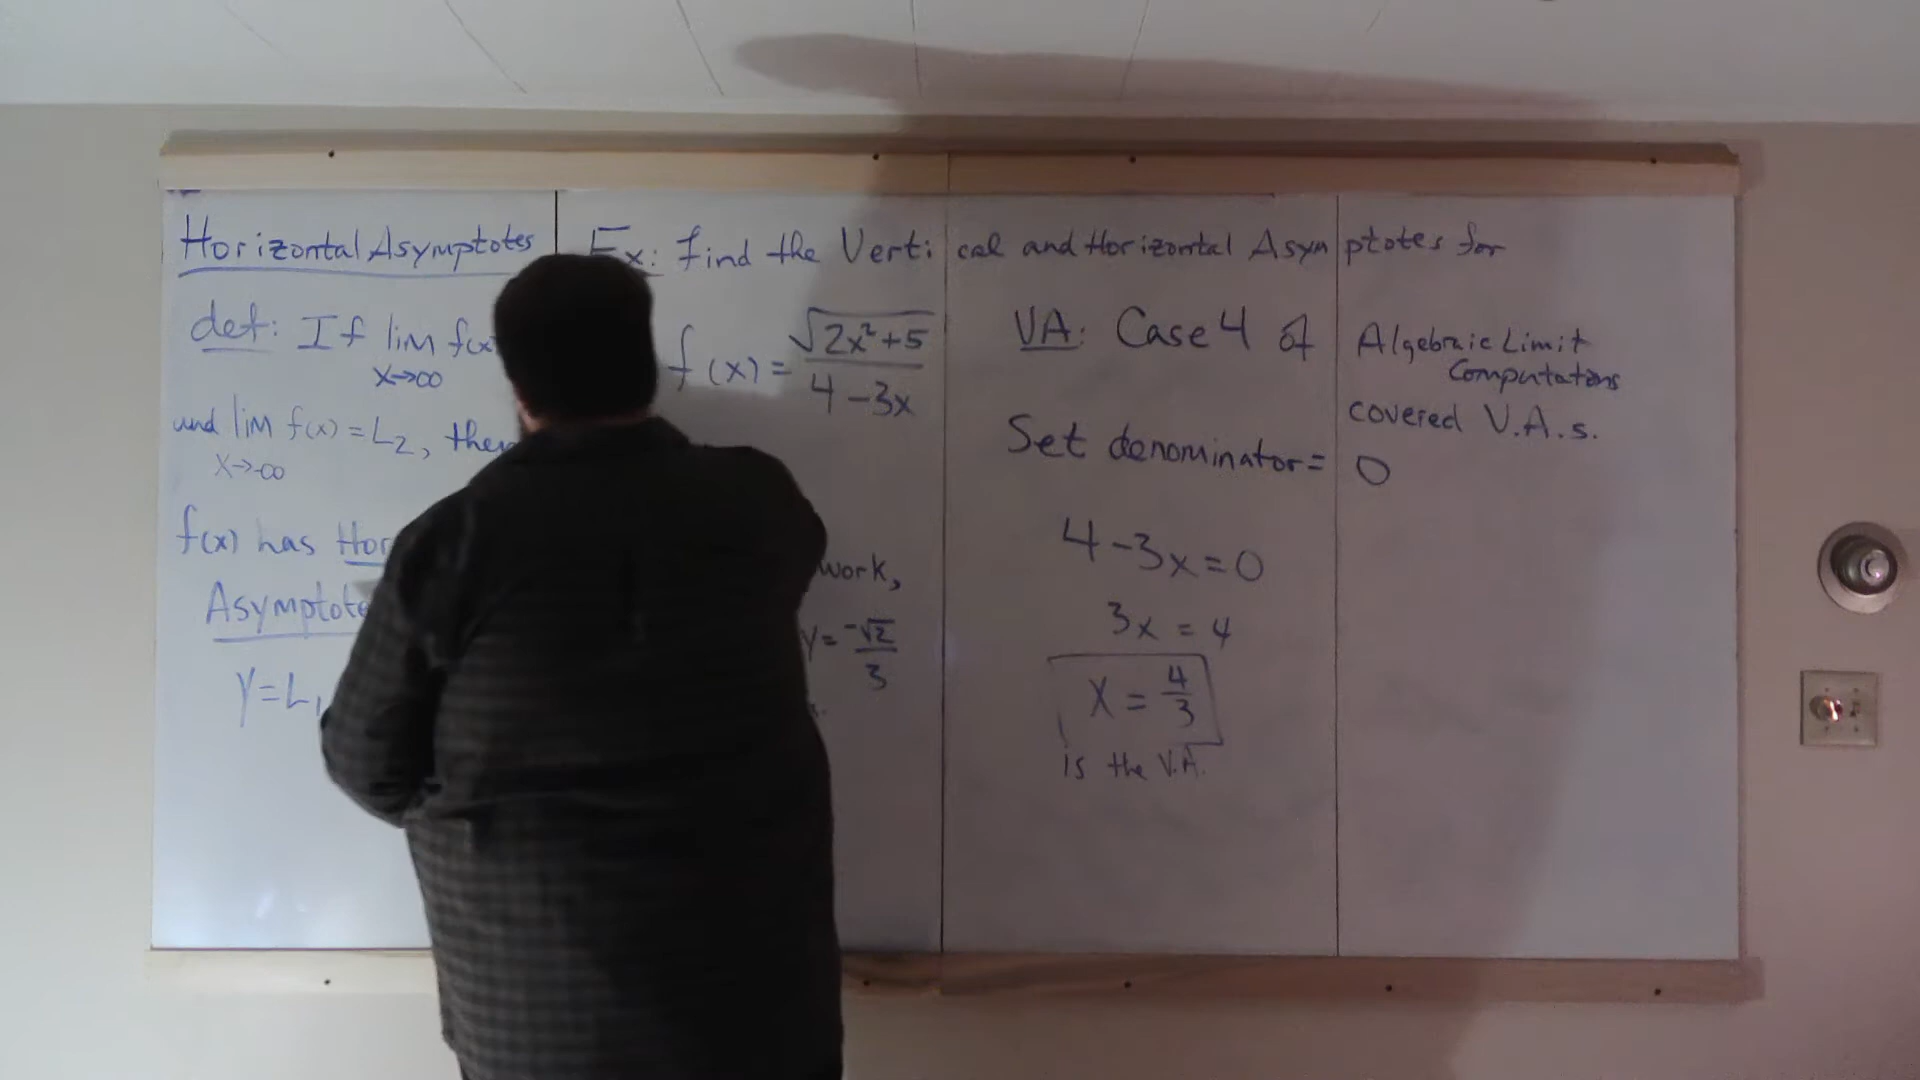 Horizontal Asymptotes
def: If lim f(x
x→∞
and lim f(x) = L₂, then
x→-∞
f(x) has Hor
Asymptote
y=L₁
Ex: Find the Vertical and Horizontal Asymptotes for
f(x) = √(2x²+5) / (4-3x)
work,
y = -√2/3
VA: Case 4 of Algebraic Limit
Computations
covered V.A.s.
Set denominator = 0
4-3x=0
3x = 4
x = 4/3
is the V.A.